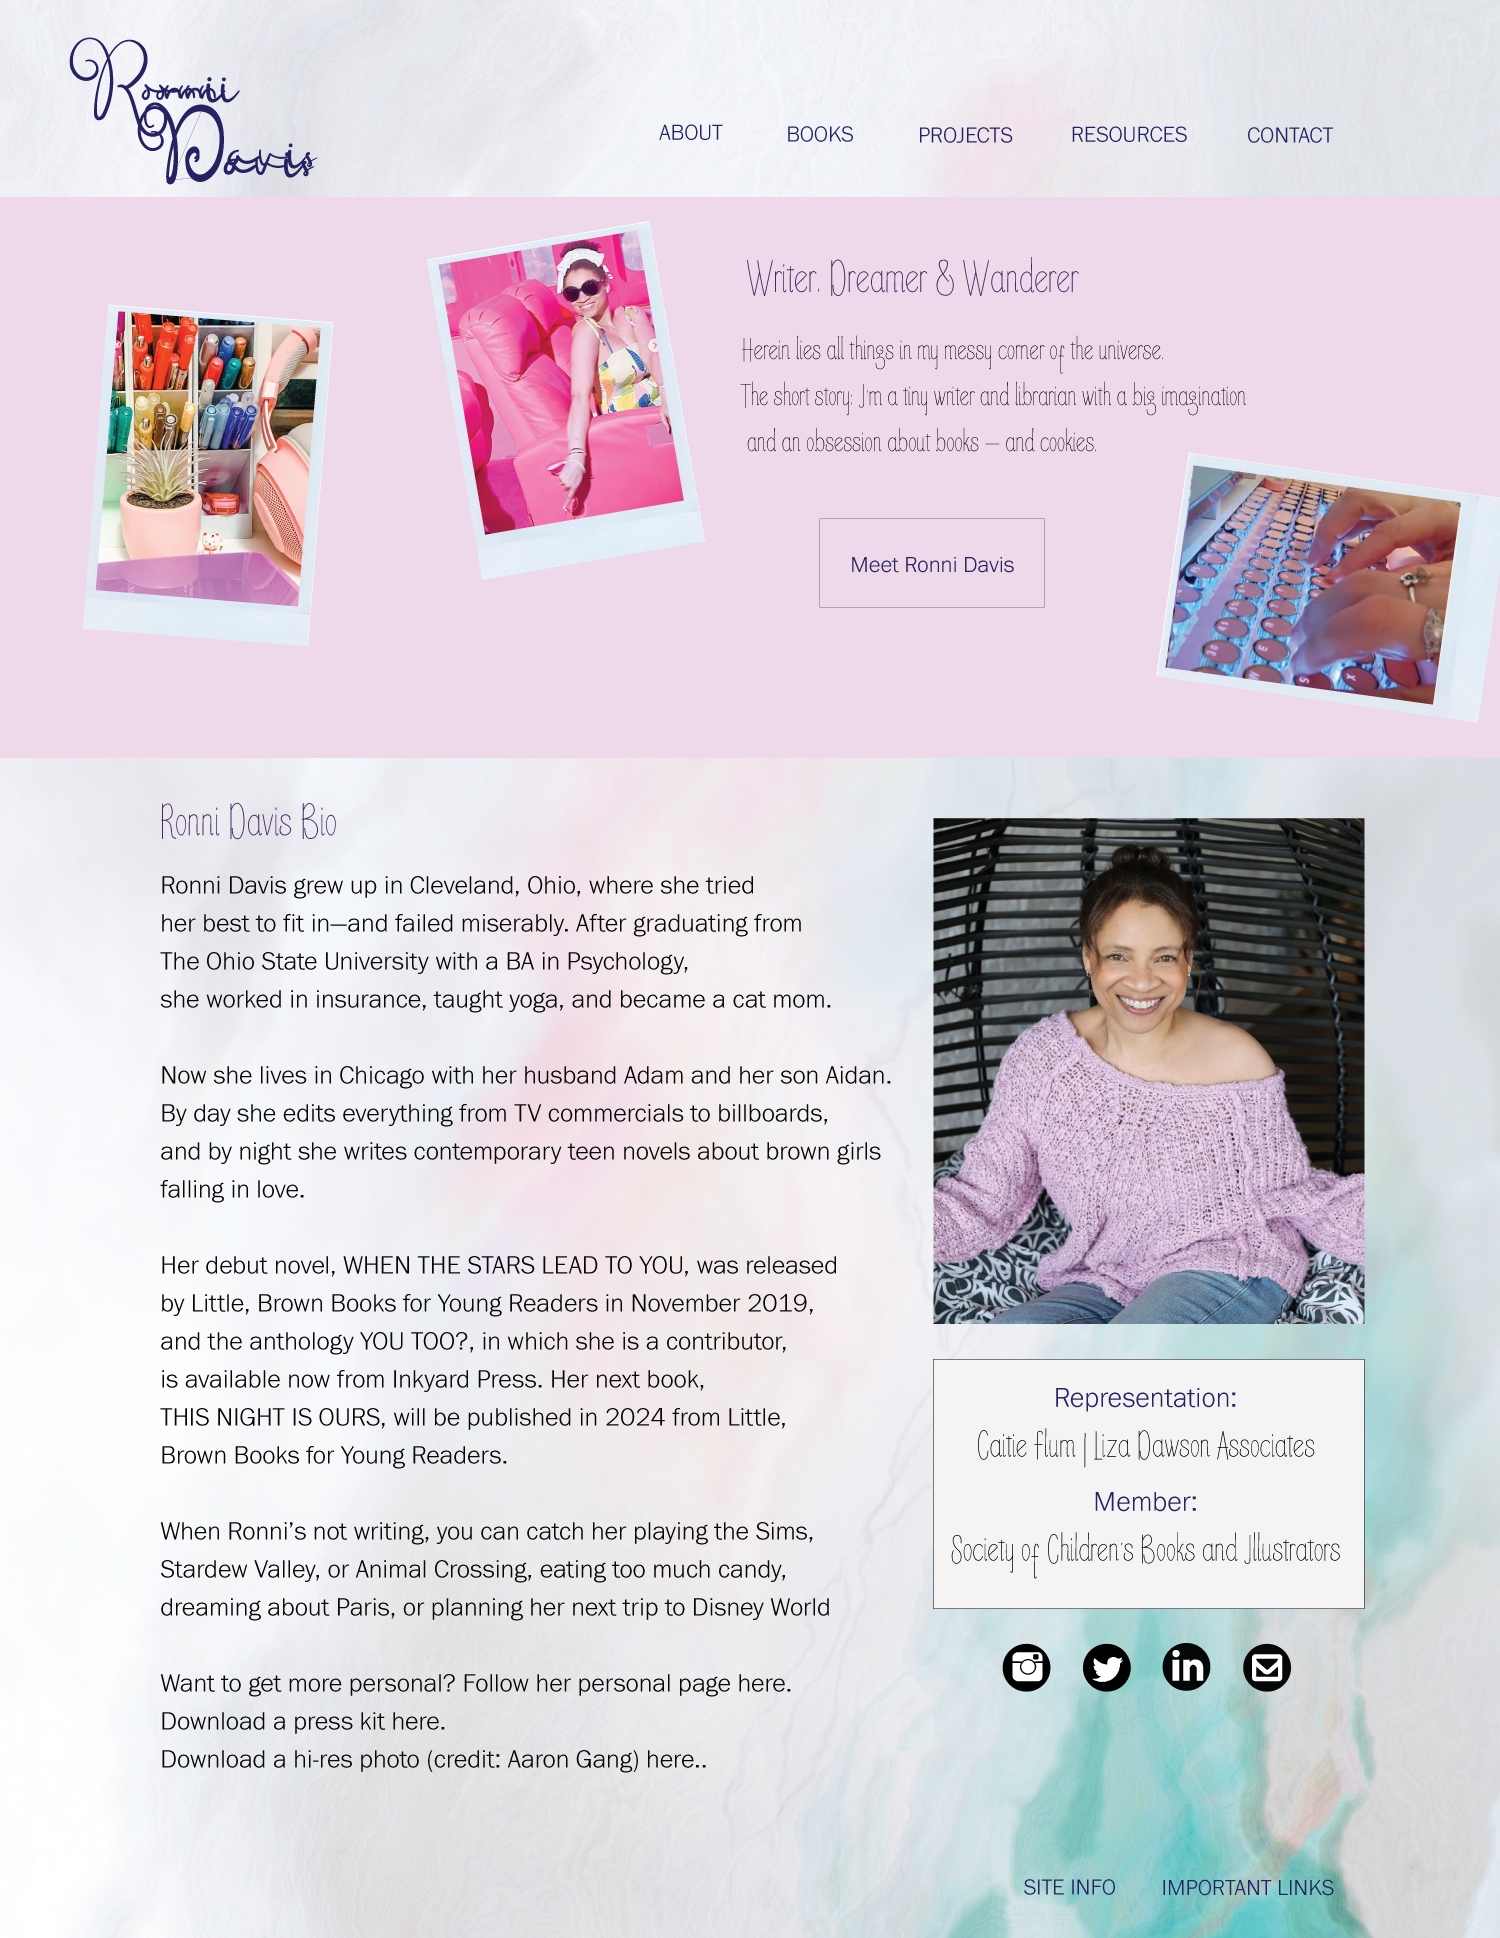 Ronni
Davis
ABOUT BOOKS PROJECTS RESOURCES CONTACT
Writer, Dreamer & Wanderer
Herein lies all things in my messy corner of the universe.
The short story: I'm a tiny writer and librarian with a big imagination
and an obsession about books – and cookies.
Meet Ronni Davis
Ronni Davis Bio
Ronni Davis grew up in Cleveland, Ohio, where she tried
her best to fit in—and failed miserably. After graduating from
The Ohio State University with a BA in Psychology,
she worked in insurance, taught yoga, and became a cat mom.
Now she lives in Chicago with her husband Adam and her son Aidan.
By day she edits everything from TV commercials to billboards,
and by night she writes contemporary teen novels about brown girls
falling in love.
Her debut novel, WHEN THE STARS LEAD TO YOU, was released
by Little, Brown Books for Young Readers in November 2019,
and the anthology YOU TOO?, in which she is a contributor,
is available now from Inkyard Press. Her next book,
THIS NIGHT IS OURS, will be published in 2024 from Little,
Brown Books for Young Readers.
When Ronni’s not writing, you can catch her playing the Sims,
Stardew Valley, or Animal Crossing, eating too much candy,
dreaming about Paris, or planning her next trip to Disney World
Want to get more personal? Follow her personal page here.
Download a press kit here.
Download a hi-res photo (credit: Aaron Gang) here..
Representation:
Caitie Flum | Liza Dawson Associates
Member:
Society of Children's Books and Illustrators
in
SITE INFO IMPORTANT LINKS